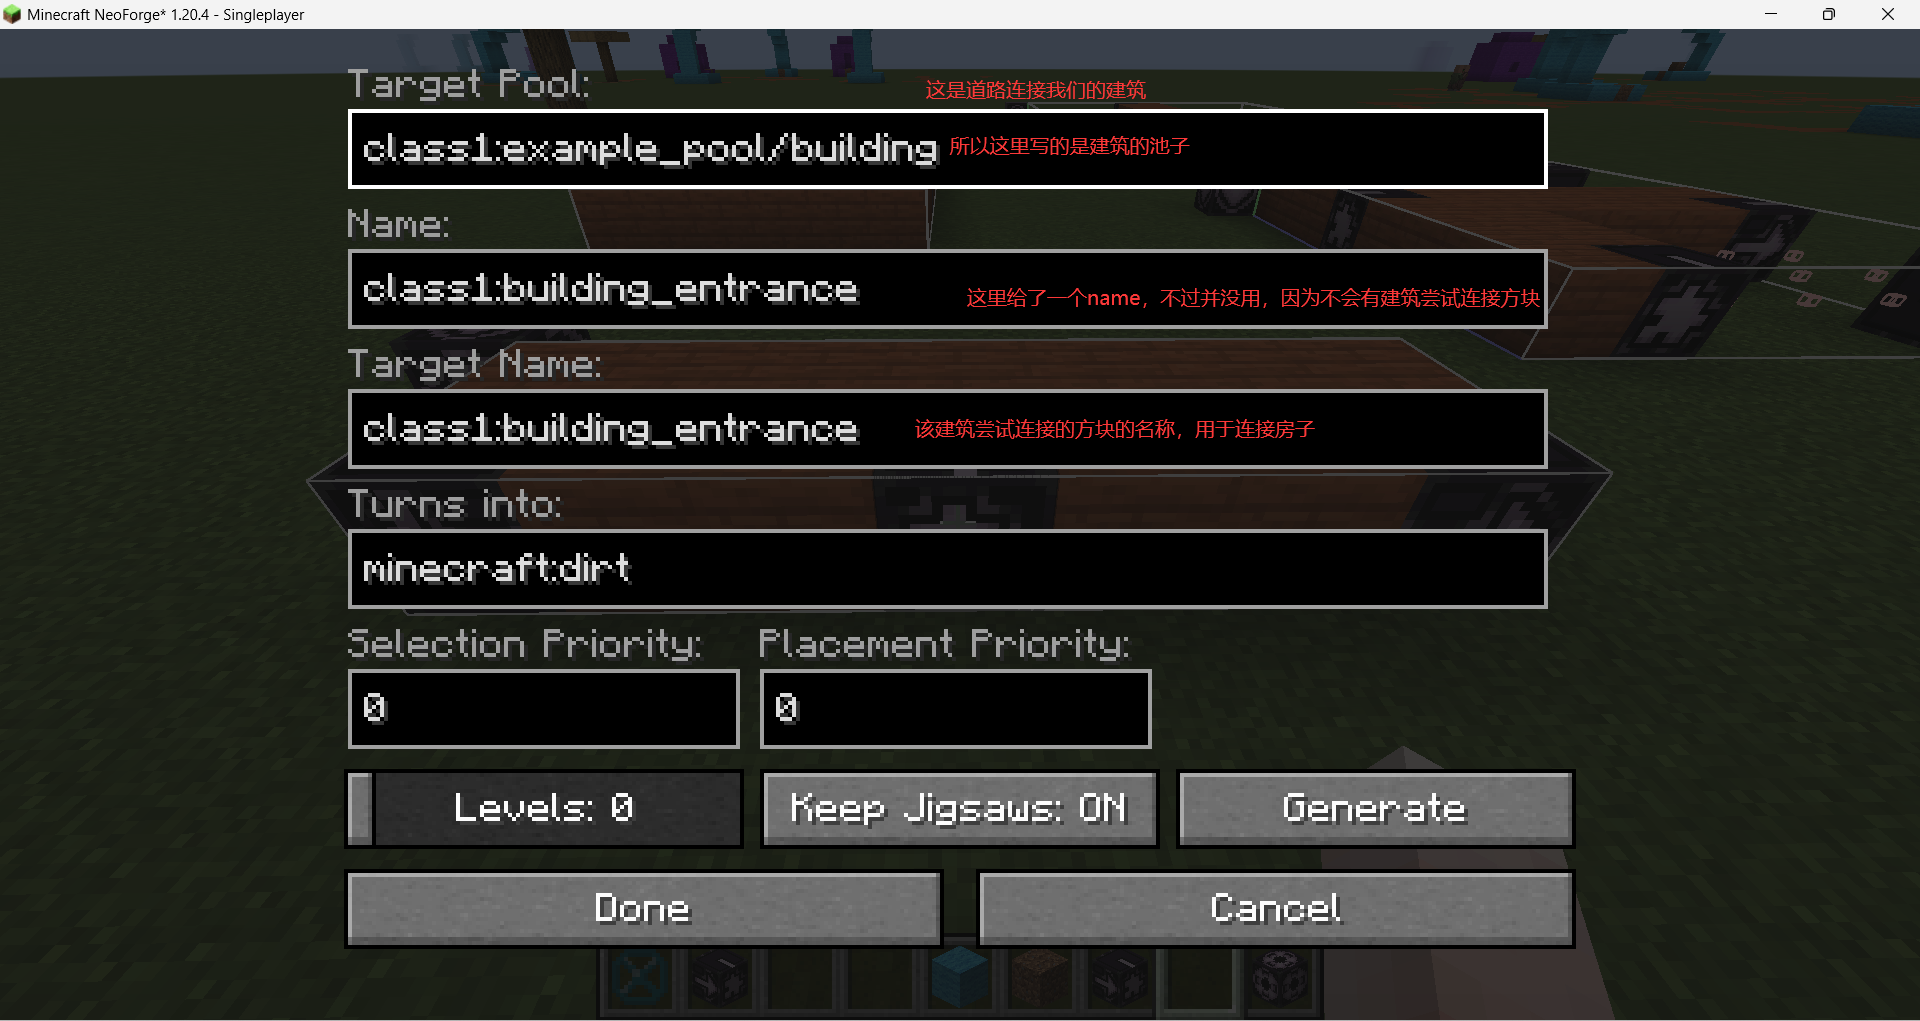 Minecraft NeoForge* 1.20.4 - Singleplayer
Target Pool:
这是道路连接我们的建筑
class1:example_pool/building
所以这里写的是建筑的池子
Name:
class1:building_entrance
这里给了一个name，不过并没用，因为不会有建筑尝试连接方块
Target Name:
class1:building_entrance
该建筑尝试连接的方块的名称，用于连接房子
Turns into:
minecraft:dirt
Selection Priority:
Placement Priority:
0
0
Levels: 0
Keep Jigsaws: ON
Generate
Done
Cancel